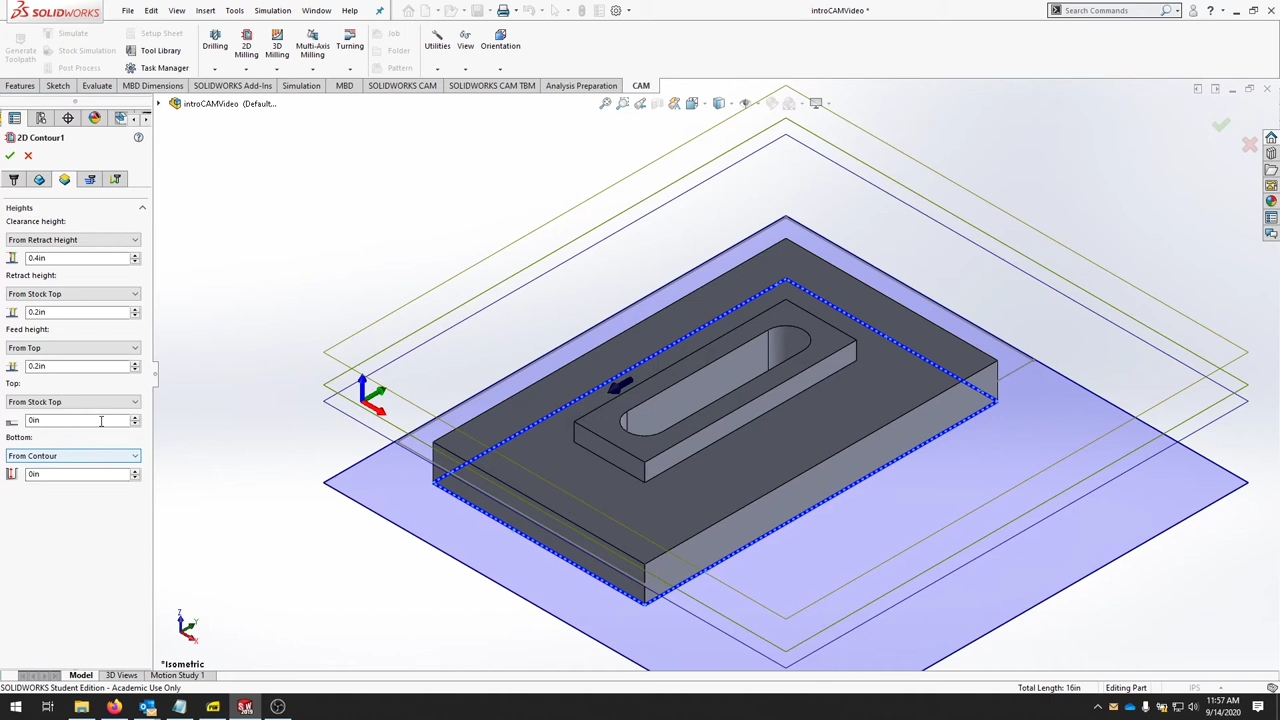 SOLIDWORKS
File Edit View Insert Tools Simulation Window Help
introCAMVideo *
Search Commands
Generate Toolpath
Simulate
Stock Simulation
Post Process
Setup Sheet
Tool Library
Task Manager
Drilling
2D Milling
3D Milling
Multi-Axis Milling
Turning
Job
Folder
Pattern
Utilities
View
Orientation
Features Sketch Evaluate MBD Dimensions SOLIDWORKS Add-Ins Simulation MBD SOLIDWORKS CAM SOLIDWORKS CAM TBM Analysis Preparation CAM
introCAMVideo (Default...
2D Contour1
Heights
Clearance height:
From Retract Height
0.4in
Retract height:
From Stock Top
0.2in
Feed height:
From Top
0.2in
Top:
From Stock Top
0in
Bottom:
From Contour
0in
Z
Y
X
*Isometric
Model 3D Views Motion Study 1
SOLIDWORKS Student Edition - Academic Use Only
Total Length: 16in Editing Part IPS
11:57 AM
9/14/2020